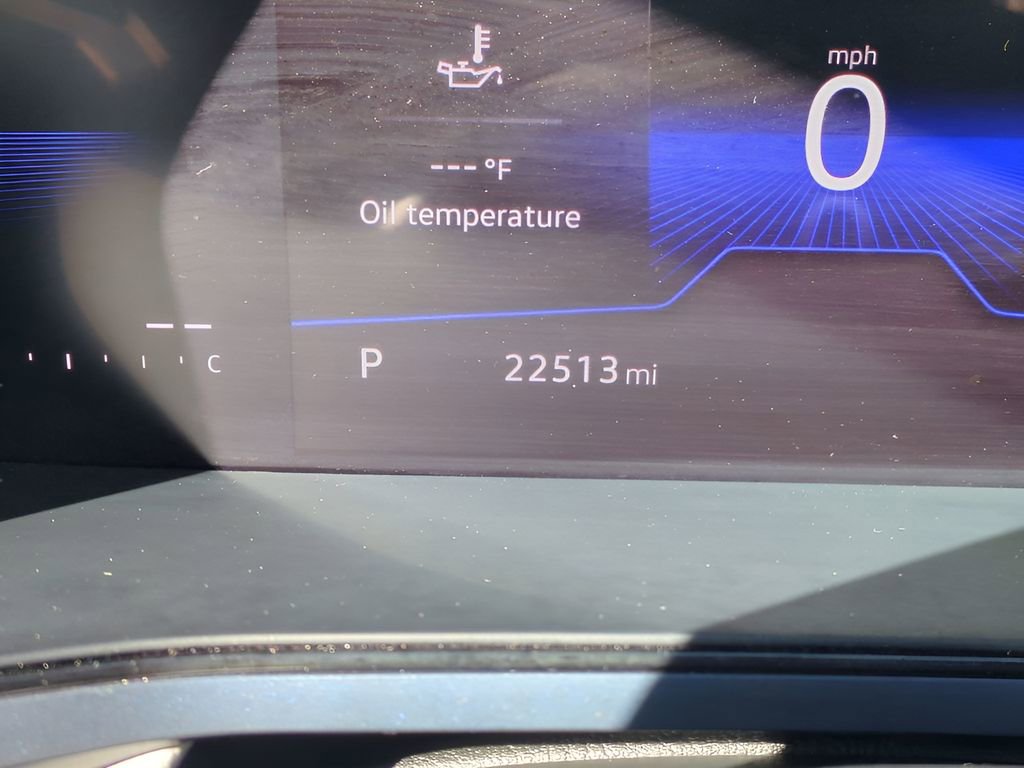 mph
0
--- °F
Oil temperature
C
P
22513 mi